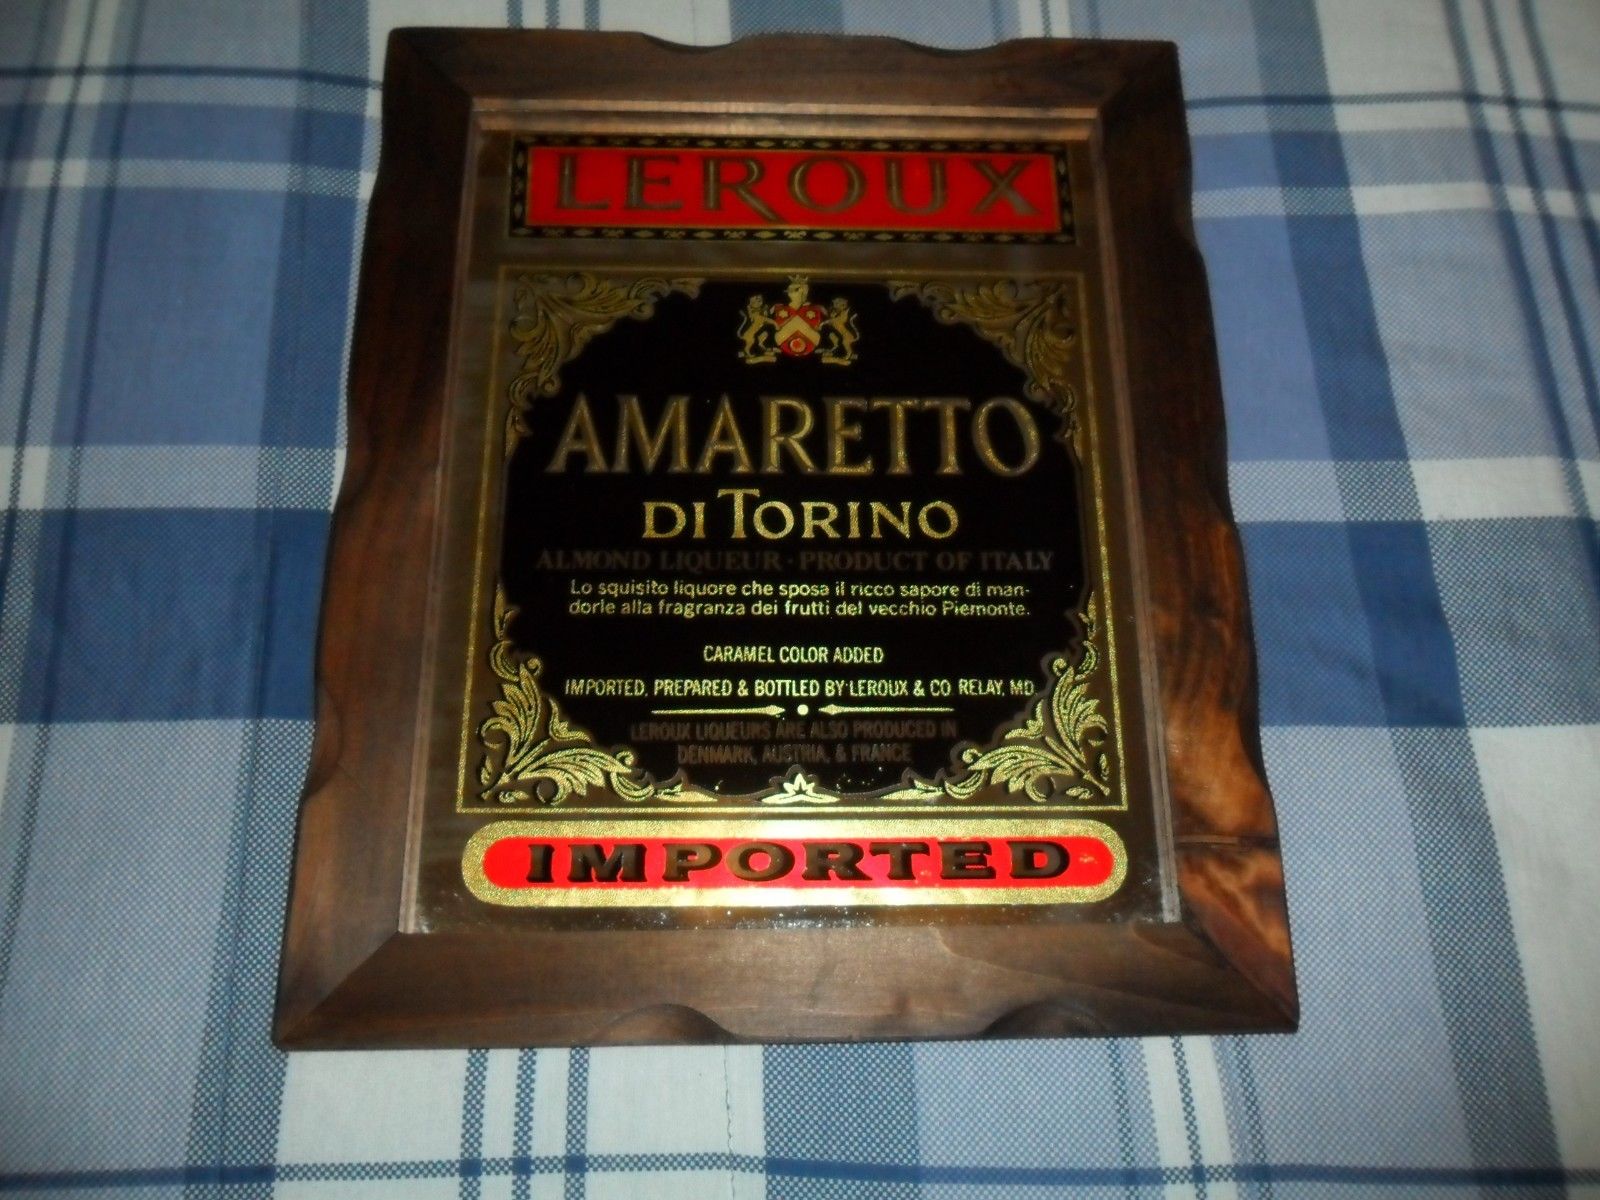 LEROUX
AMARETTO
DI TORINO
ALMOND LIQUEUR · PRODUCT OF ITALY
Lo squisito liquore che sposa il ricco sapore di man-
dorle alla fragranza dei frutti del vecchio Piemonte.
CARAMEL COLOR ADDED
IMPORTED, PREPARED & BOTTLED BY LEROUX & CO. RELAY, MD.
LEROUX LIQUEURS ARE ALSO PRODUCED IN
DENMARK, AUSTRIA, & FRANCE
IMPORTED